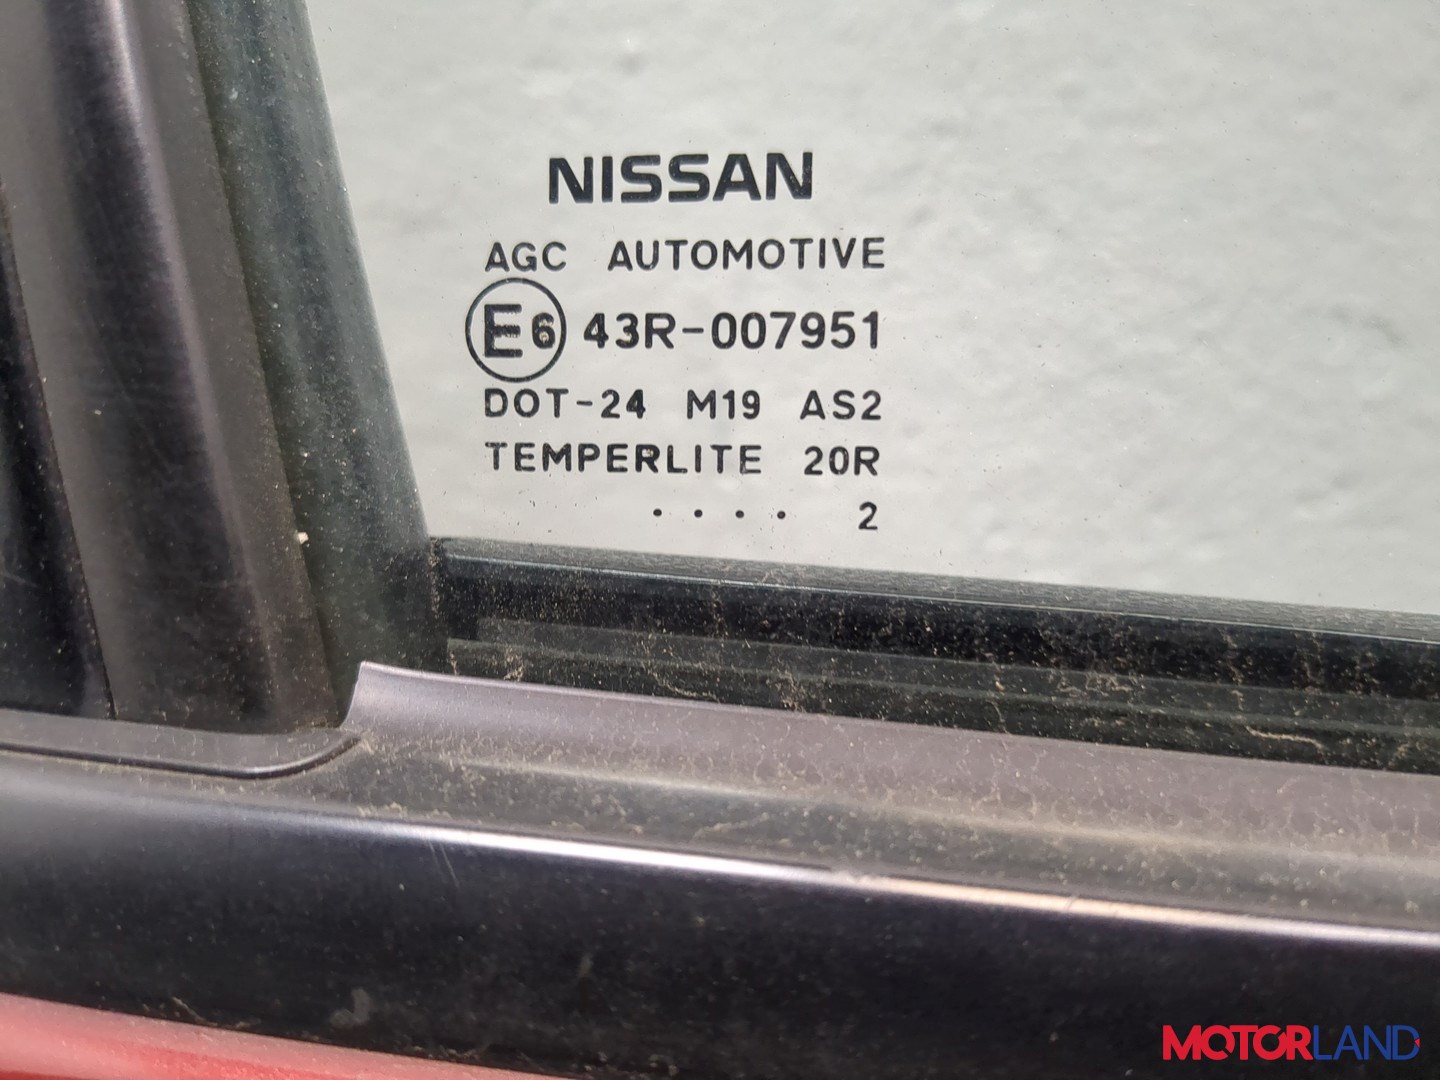 NISSAN
AGC AUTOMOTIVE
E6 43R-007951
DOT-24 M19 AS2
TEMPERLITE 20R
.... 2
MOTORLAND